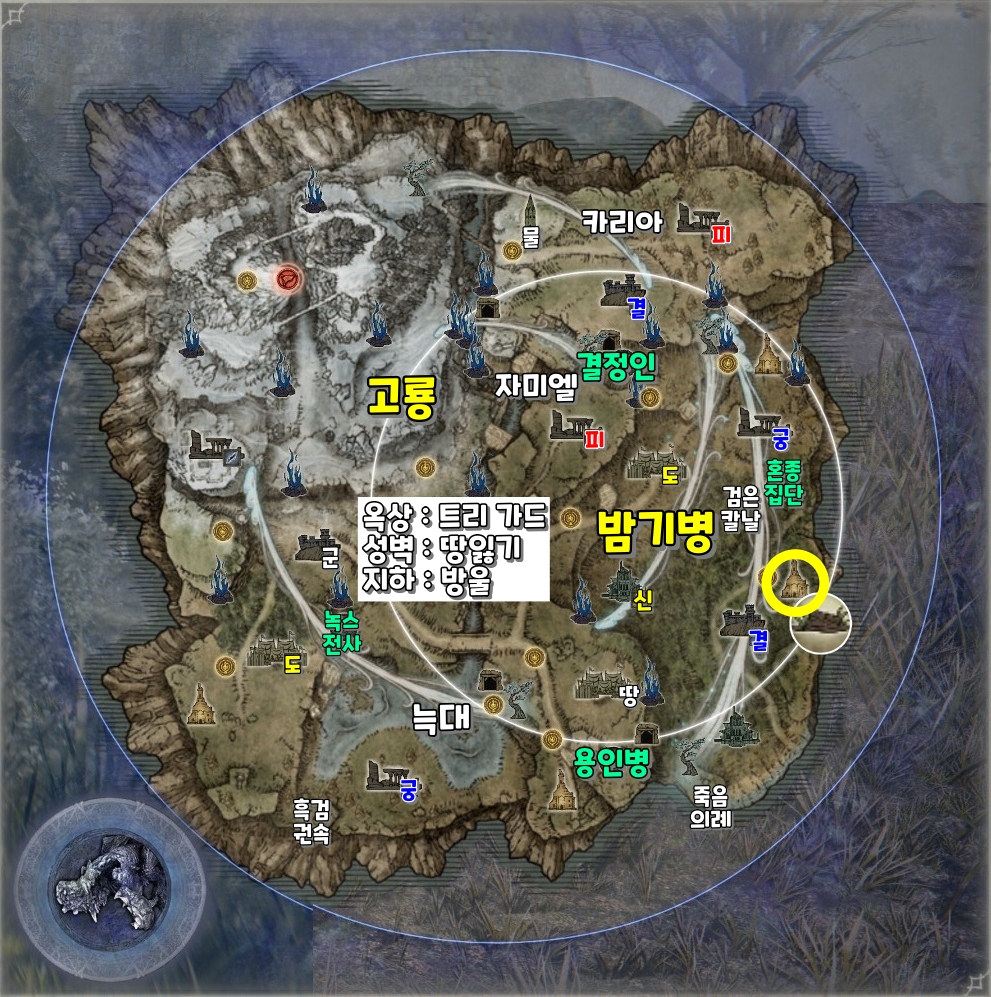 카리아
피
물
결
결정인
자미엘
고룡
피
궁
도
혼종
집단
검은
칼날
옥상 : 트리 가드
성벽 : 땅잃기
지하 : 방울
밤기병
군
신
녹스
전사
결
도
땅
늑대
용인병
궁
죽음
의례
흑검
권속